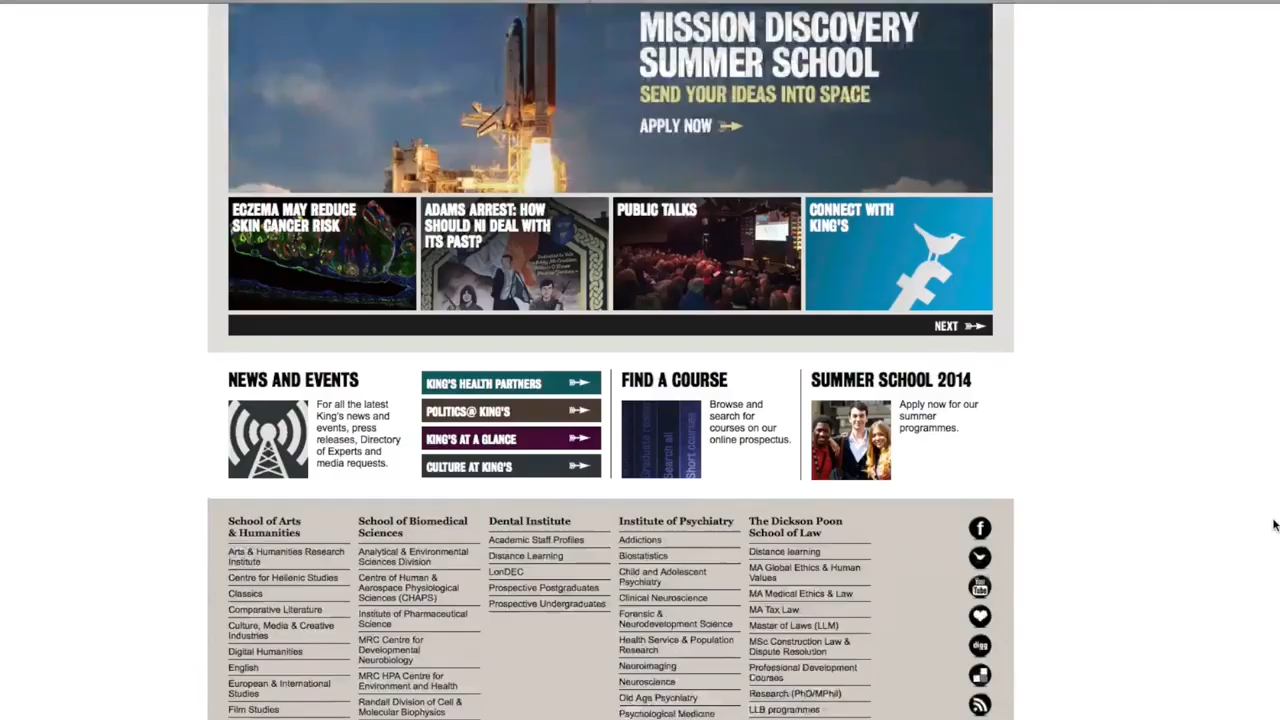 MISSION DISCOVERY
SUMMER SCHOOL
SEND YOUR IDEAS INTO SPACE
APPLY NOW
ECZEMA MAY REDUCE
SKIN CANCER RISK
ADAMS ARREST: HOW
SHOULD NI DEAL WITH
ITS PAST?
PUBLIC TALKS
CONNECT WITH
KING'S
NEXT
NEWS AND EVENTS
For all the latest
King's news and
events, press
releases, Directory
of Experts and
media requests.
KING'S HEALTH PARTNERS
POLITICS@ KING'S
KING'S AT A GLANCE
CULTURE AT KING'S
FIND A COURSE
Search all
Short courses
Browse and
search for
courses on our
online prospectus.
SUMMER SCHOOL 2014
Apply now for our
summer
programmes.
School of Arts
& Humanities
Arts & Humanities Research
Institute
Centre for Hellenic Studies
Classics
Comparative Literature
Culture, Media & Creative
Industries
Digital Humanities
English
European & International
Studies
Film Studies
School of Biomedical
Sciences
Analytical & Environmental
Sciences Division
Centre of Human &
Aerospace Physiological
Sciences (CHAPS)
Institute of Pharmaceutical
Science
MRC Centre for
Developmental
Neurobiology
MRC HPA Centre for
Environment and Health
Randall Division of Cell &
Molecular Biophysics
Dental Institute
Academic Staff Profiles
Distance Learning
LonDEC
Prospective Postgraduates
Prospective Undergraduates
Institute of Psychiatry
Addictions
Biostatistics
Child and Adolescent
Psychiatry
Clinical Neuroscience
Forensic &
Neurodevelopment Science
Health Service & Population
Research
Neuroimaging
Neuroscience
Old Age Psychiatry
Psychological Medicine
The Dickson Poon
School of Law
Distance learning
MA Global Ethics & Human
Values
MA Medical Ethics & Law
MA Tax Law
Master of Laws (LLM)
MSc Construction Law &
Dispute Resolution
Professional Development
Courses
Research (PhD/MPhil)
LLB programmes
f
You
Tube
digg